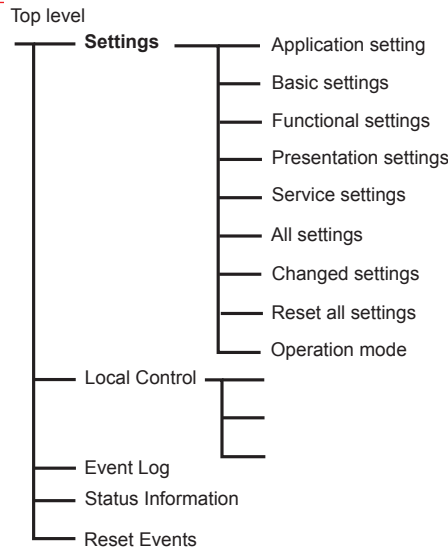 Top level
Settings
Application setting
Basic settings
Functional settings
Presentation settings
Service settings
All settings
Changed settings
Reset all settings
Operation mode
Local Control
Event Log
Status Information
Reset Events